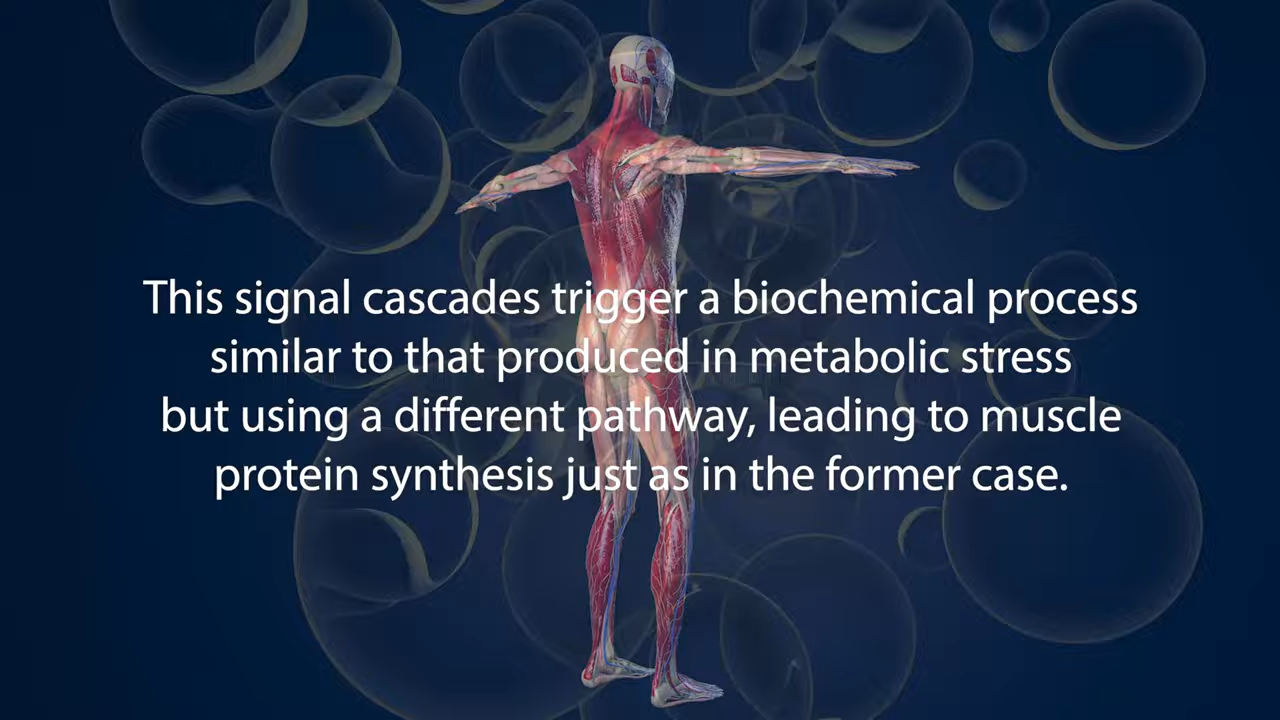 This signal cascades trigger a biochemical process
similar to that produced in metabolic stress
but using a different pathway, leading to muscle
protein synthesis just as in the former case.